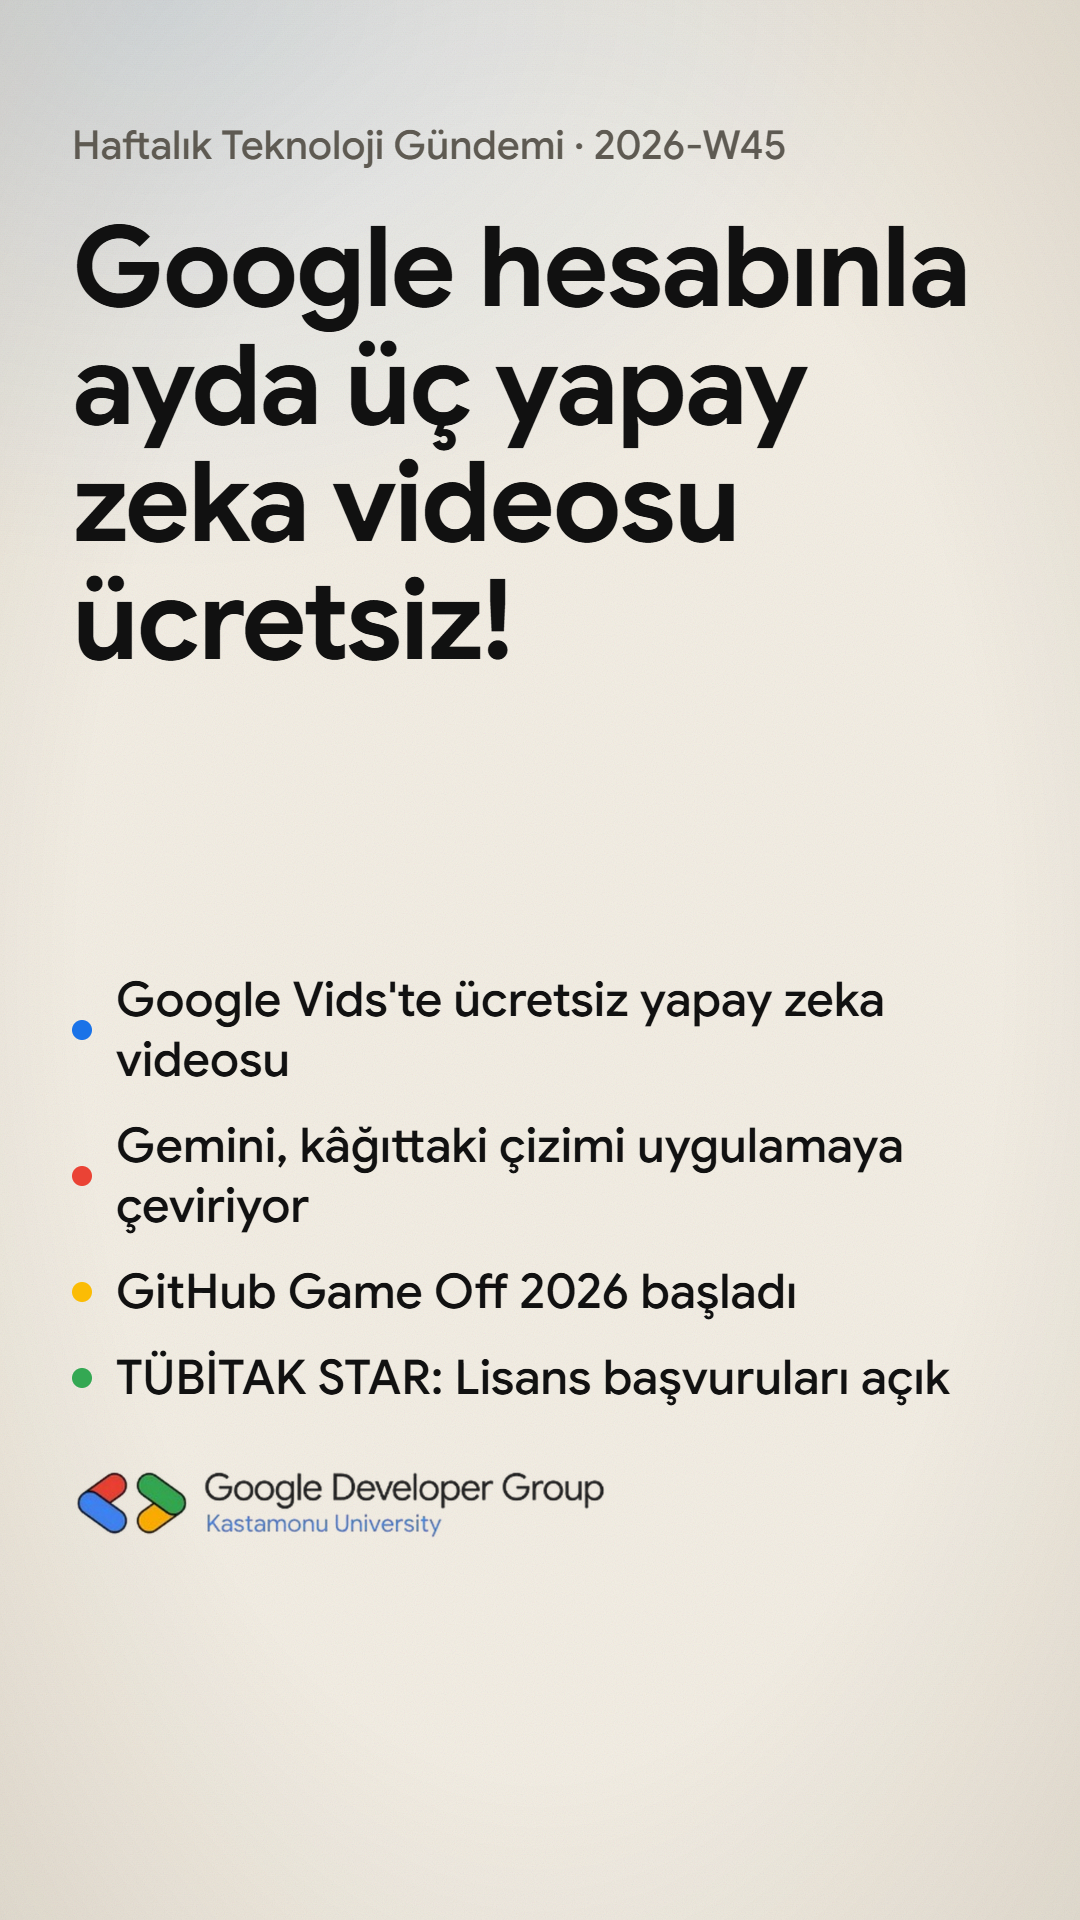 Haftalık Teknoloji Gündemi · 2026-W45
Google hesabınla
ayda üç yapay
zeka videosu
ücretsiz!
Google Vids'te ücretsiz yapay zeka
videosu
Gemini, kâğıttaki çizimi uygulamaya
çeviriyor
GitHub Game Off 2026 başladı
TÜBİTAK STAR: Lisans başvuruları açık
Google Developer Group
Kastamonu University